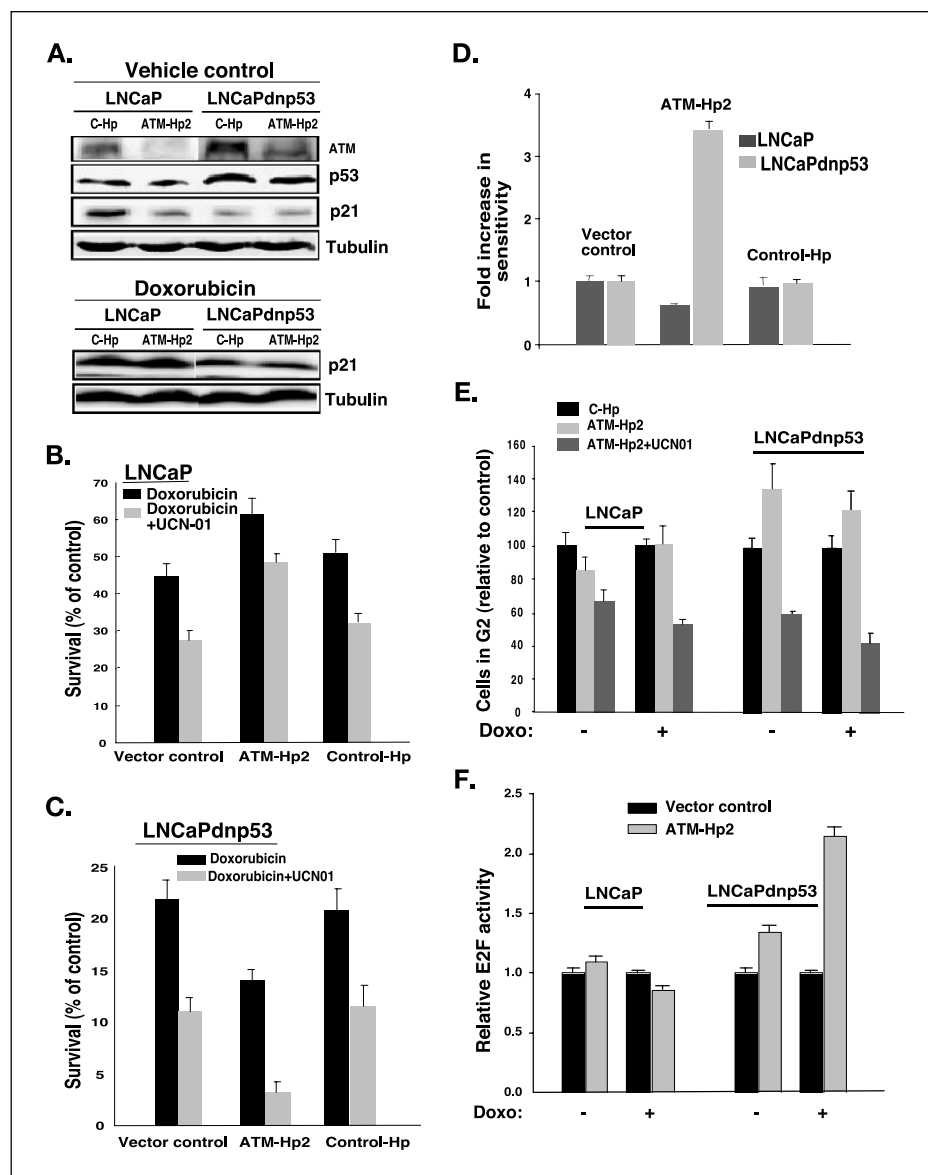 A.
Vehicle control
LNCaP LNCaPdnp53
C-Hp ATM-Hp2 C-Hp ATM-Hp2
ATM
p53
p21
Tubulin
Doxorubicin
LNCaP LNCaPdnp53
C-Hp ATM-Hp2 C-Hp ATM-Hp2
p21
Tubulin
B.
LNCaP
Doxorubicin
Doxorubicin
+UCN-01
Survival (% of control)
70
60
50
40
30
20
10
0
Vector control ATM-Hp2 Control-Hp
C.
LNCaPdnp53
Doxorubicin
Doxorubicin+UCN01
Survival (% of control)
25
20
15
10
5
0
Vector control ATM-Hp2 Control-Hp
D.
Fold increase in
sensitivity
4
3
2
1
0
ATM-Hp2
LNCaP
LNCaPdnp53
Vector
control
Control-Hp
E.
C-Hp
ATM-Hp2
ATM-Hp2+UCN01
LNCaPdnp53
LNCaP
Cells in G2 (relative to control)
160
140
120
100
80
60
40
20
0
Doxo: - + - +
F.
Vector control
ATM-Hp2
LNCaP
LNCaPdnp53
Relative E2F activity
2.5
2.0
1.5
1.0
0.5
0.0
Doxo: - + - +